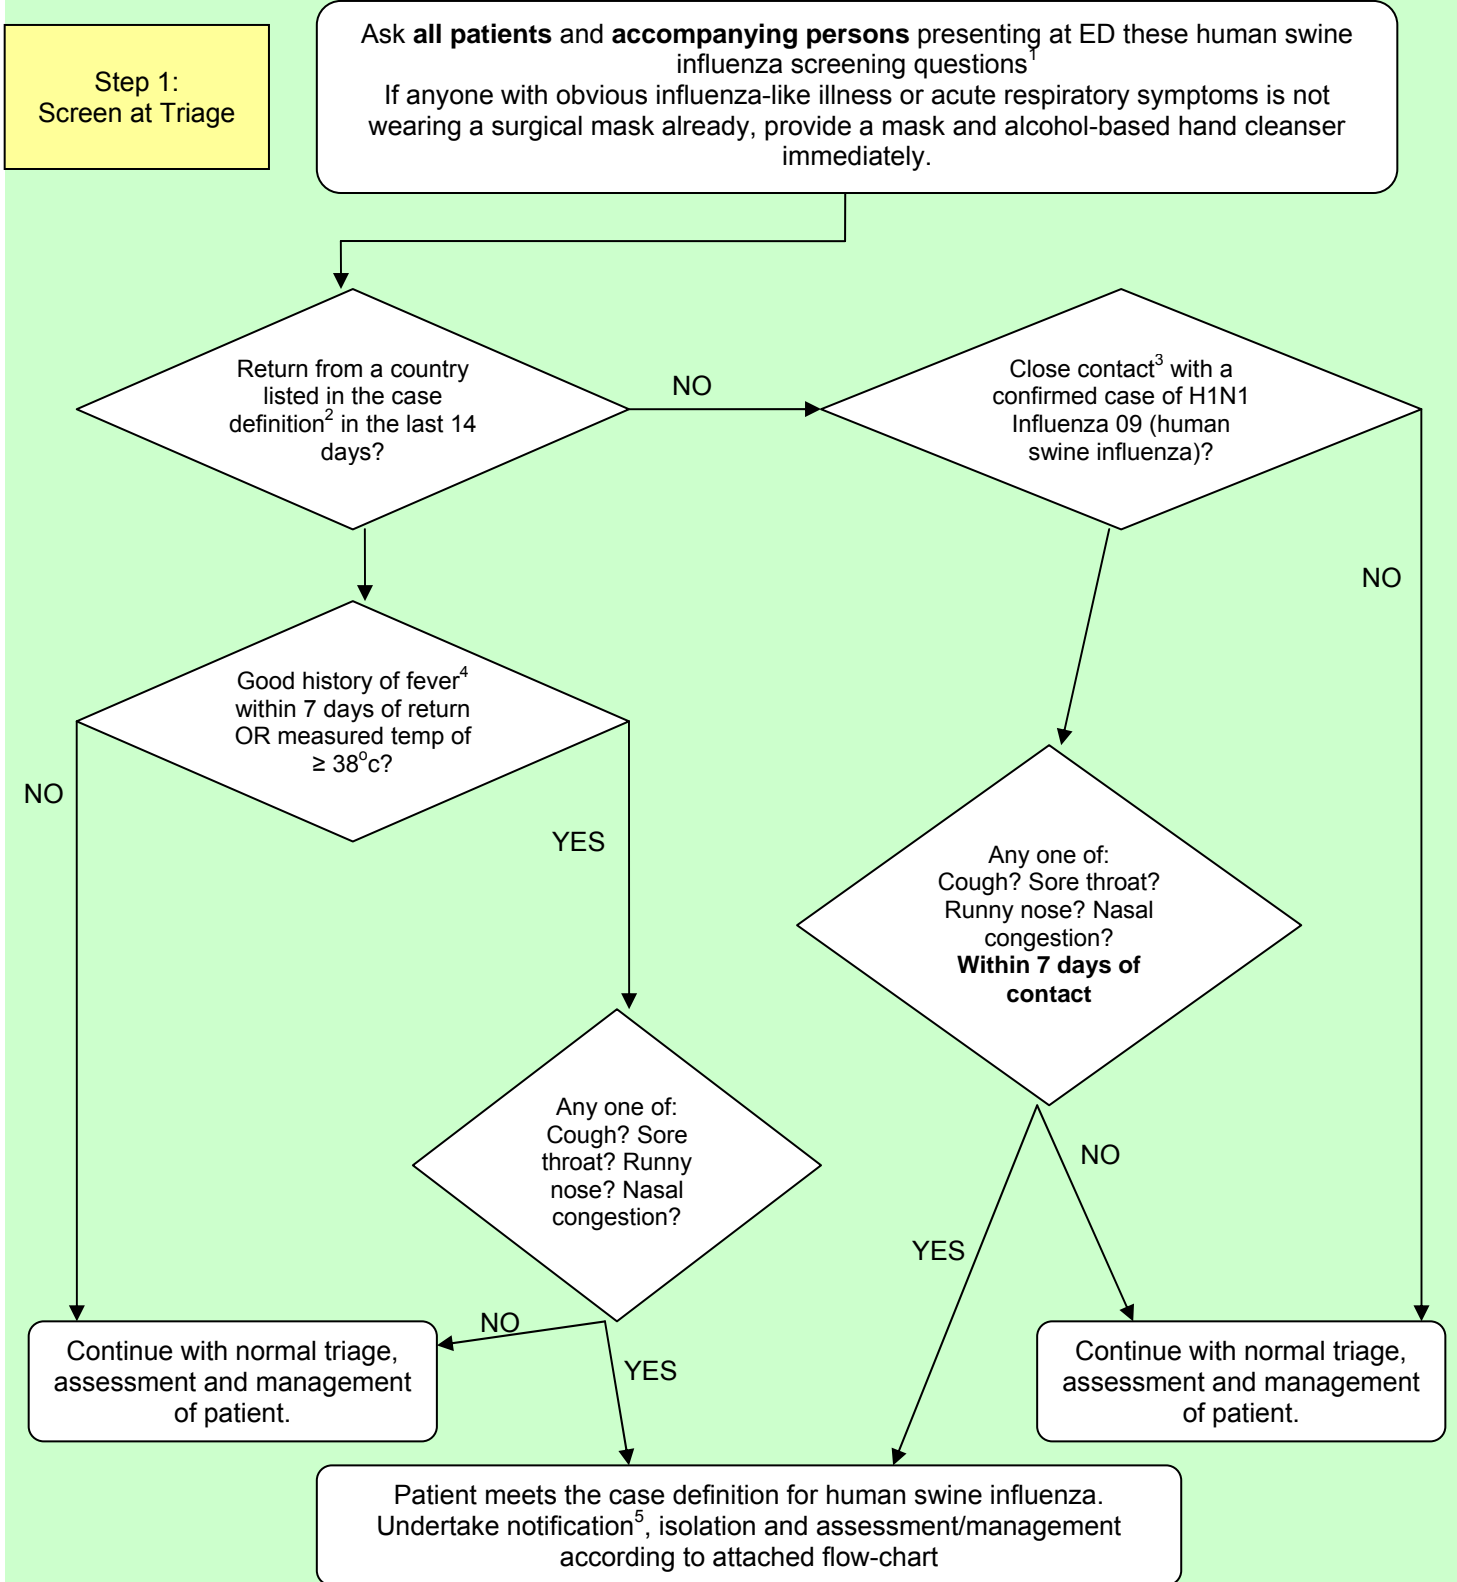 Step 1:
Screen at Triage
Ask all patients and accompanying persons presenting at ED these human swine
influenza screening questions1
If anyone with obvious influenza-like illness or acute respiratory symptoms is not
wearing a surgical mask already, provide a mask and alcohol-based hand cleanser
immediately.
Return from a country
listed in the case
definition2 in the last 14
days?
NO
Close contact3 with a
confirmed case of H1N1
Influenza 09 (human
swine influenza)?
NO
Good history of fever4
within 7 days of return
OR measured temp of
≥ 38oc?
NO
YES
Any one of:
Cough? Sore throat?
Runny nose? Nasal
congestion?
Within 7 days of
contact
Any one of:
Cough? Sore
throat? Runny
nose? Nasal
congestion?
NO
YES
NO
YES
Continue with normal triage,
assessment and management
of patient.
Continue with normal triage,
assessment and management
of patient.
Patient meets the case definition for human swine influenza.
Undertake notification5, isolation and assessment/management
according to attached flow-chart